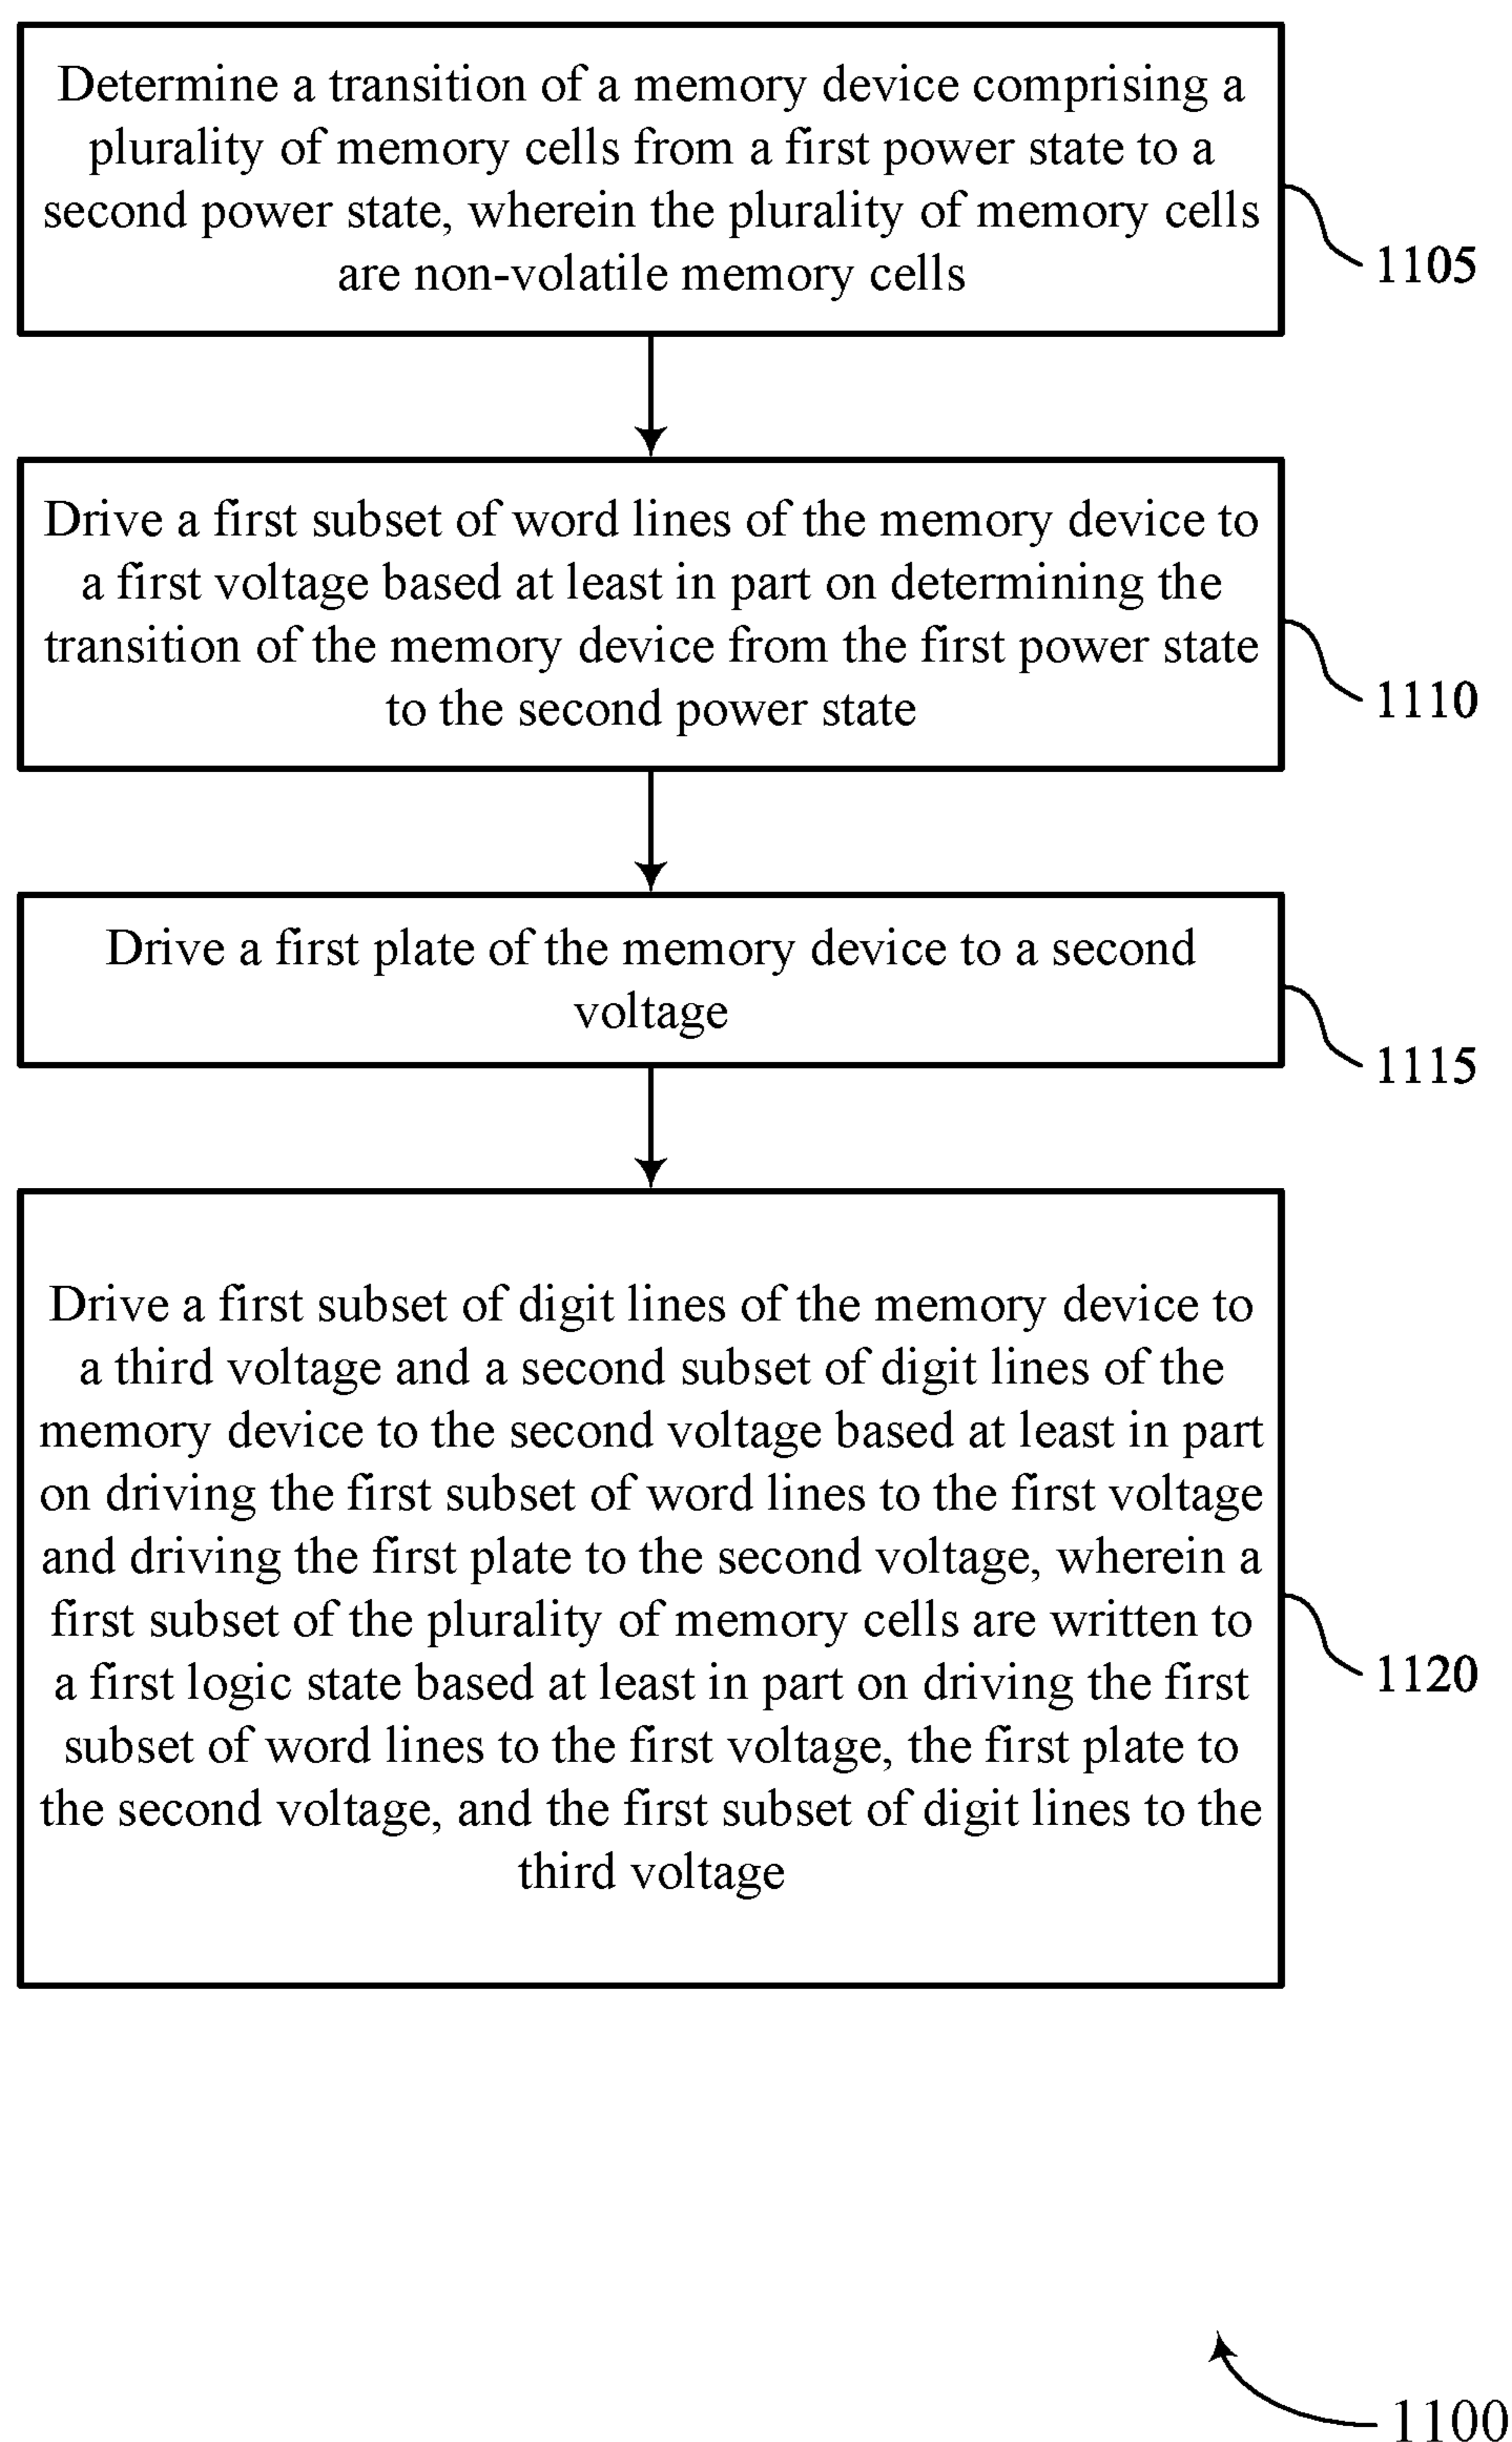 Determine a transition of a memory device comprising a
plurality of memory cells from a first power state to a
second power state, wherein the plurality of memory cells
are non-volatile memory cells
1105
Drive a first subset of word lines of the memory device to
a first voltage based at least in part on determining the
transition of the memory device from the first power state
to the second power state
1110
Drive a first plate of the memory device to a second
voltage
1115
Drive a first subset of digit lines of the memory device to
a third voltage and a second subset of digit lines of the
memory device to the second voltage based at least in part
on driving the first subset of word lines to the first voltage
and driving the first plate to the second voltage, wherein a
first subset of the plurality of memory cells are written to
a first logic state based at least in part on driving the first
subset of word lines to the first voltage, the first plate to
the second voltage, and the first subset of digit lines to the
third voltage
1120
1100